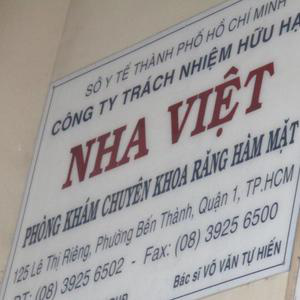 SỞ Y TẾ THÀNH PHỐ HỒ CHÍ MINH
CÔNG TY TRÁCH NHIỆM HỮU HẠ
NHA VIỆT
PHÒNG KHÁM CHUYÊN KHOA RĂNG HÀM MẶT
125 Lê Thị Riêng, Phường Bến Thành, Quận 1, TP.HCM
ĐT: (08) 3925 6502 - Fax: (08) 3925 6500
Bác sĩ VÕ VĂN TỰ HIẾN